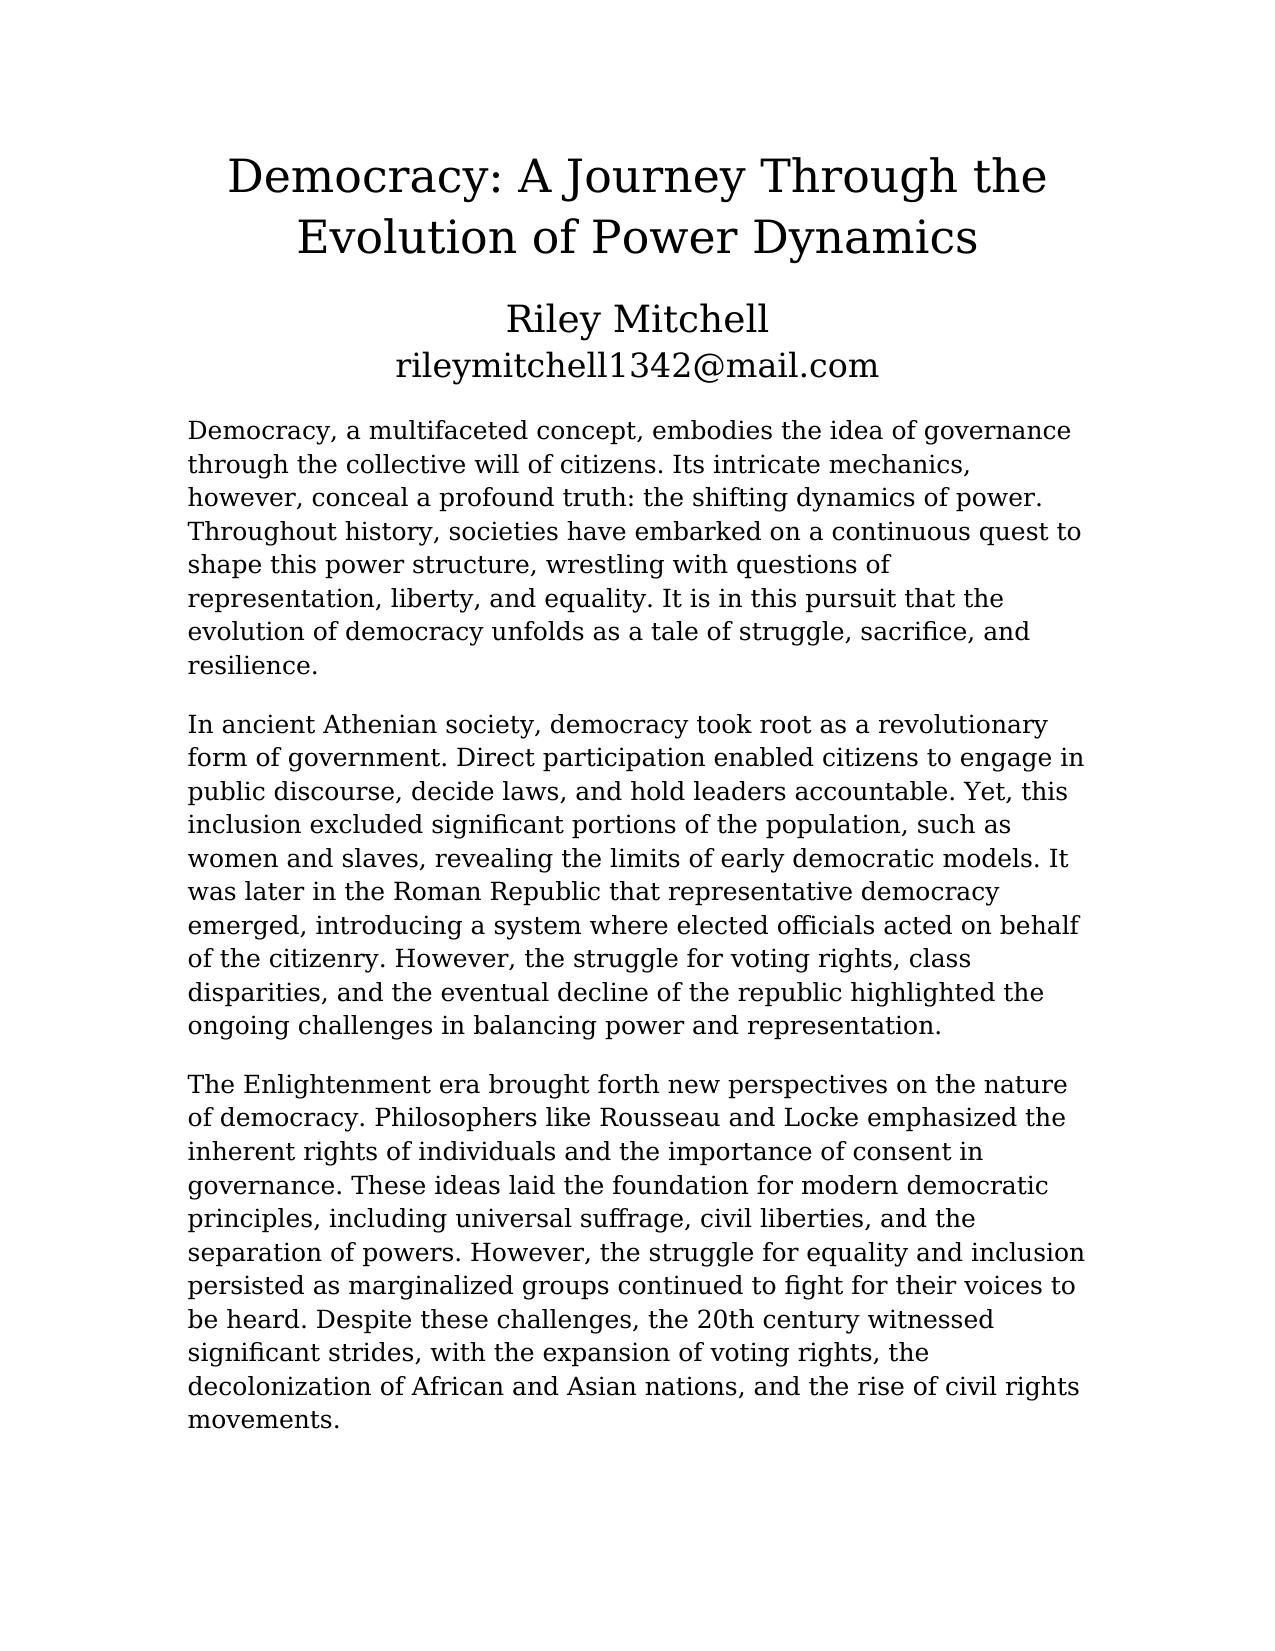 Democracy: A Journey Through the
Evolution of Power Dynamics
Riley Mitchell
rileymitchell1342@mail.com
Democracy, a multifaceted concept, embodies the idea of governance
through the collective will of citizens. Its intricate mechanics,
however, conceal a profound truth: the shifting dynamics of power.
Throughout history, societies have embarked on a continuous quest to
shape this power structure, wrestling with questions of
representation, liberty, and equality. It is in this pursuit that the
evolution of democracy unfolds as a tale of struggle, sacrifice, and
resilience.
In ancient Athenian society, democracy took root as a revolutionary
form of government. Direct participation enabled citizens to engage in
public discourse, decide laws, and hold leaders accountable. Yet, this
inclusion excluded significant portions of the population, such as
women and slaves, revealing the limits of early democratic models. It
was later in the Roman Republic that representative democracy
emerged, introducing a system where elected officials acted on behalf
of the citizenry. However, the struggle for voting rights, class
disparities, and the eventual decline of the republic highlighted the
ongoing challenges in balancing power and representation.
The Enlightenment era brought forth new perspectives on the nature
of democracy. Philosophers like Rousseau and Locke emphasized the
inherent rights of individuals and the importance of consent in
governance. These ideas laid the foundation for modern democratic
principles, including universal suffrage, civil liberties, and the
separation of powers. However, the struggle for equality and inclusion
persisted as marginalized groups continued to fight for their voices to
be heard. Despite these challenges, the 20th century witnessed
significant strides, with the expansion of voting rights, the
decolonization of African and Asian nations, and the rise of civil rights
movements.